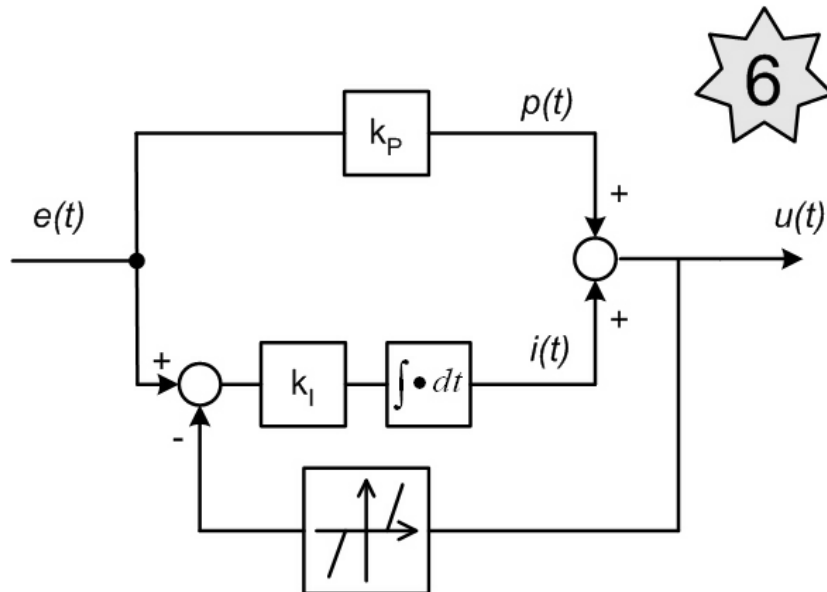 6
p(t)
k_P
e(t)
u(t)
+
+
+
i(t)
k_I
∫ • dt
-